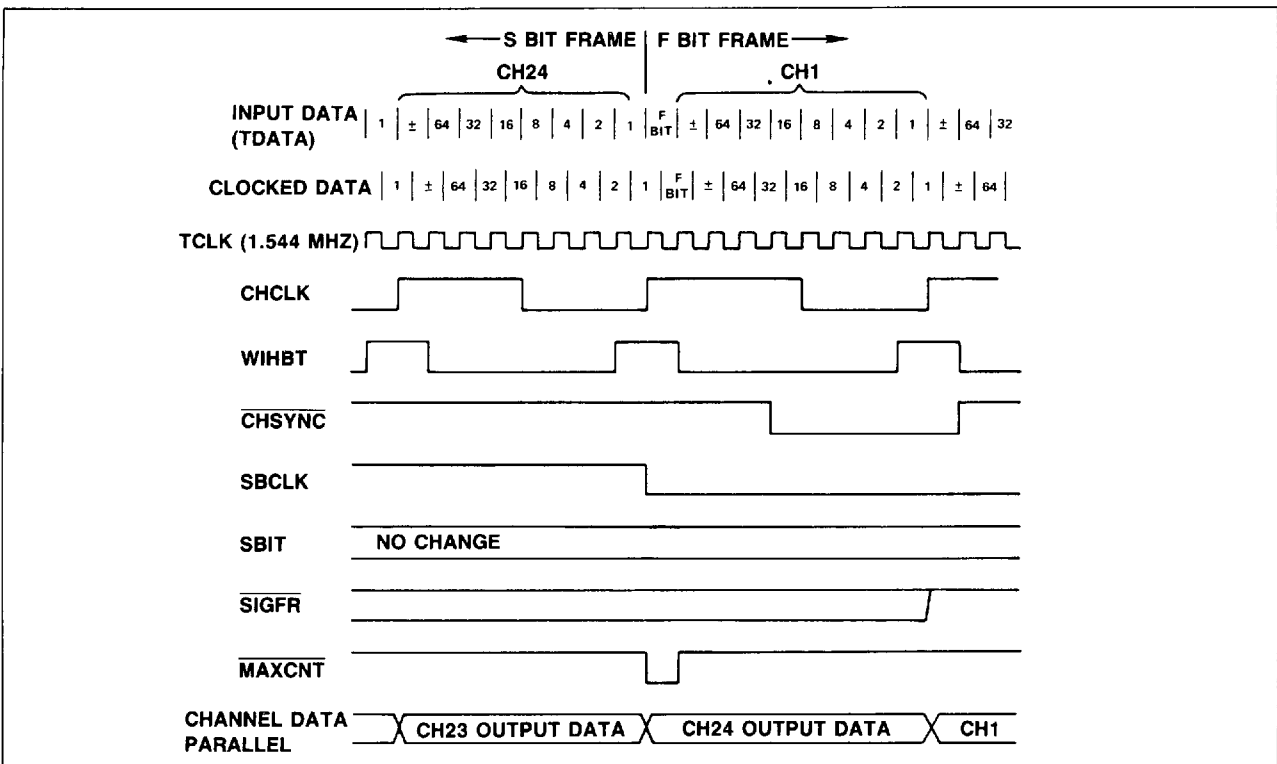 S BIT FRAME F BIT FRAME
CH24 CH1
INPUT DATA (TDATA) 1 ± 64 32 16 8 4 2 1 F BIT ± 64 32 16 8 4 2 1 ± 64 32
CLOCKED DATA 1 ± 64 32 16 8 4 2 1 F BIT ± 64 32 16 8 4 2 1 ± 64
TCLK (1.544 MHZ)
CHCLK
WIHBT
CHSYNC
SBCLK
SBIT NO CHANGE
SIGFR
MAXCNT
CHANNEL DATA PARALLEL CH23 OUTPUT DATA CH24 OUTPUT DATA CH1